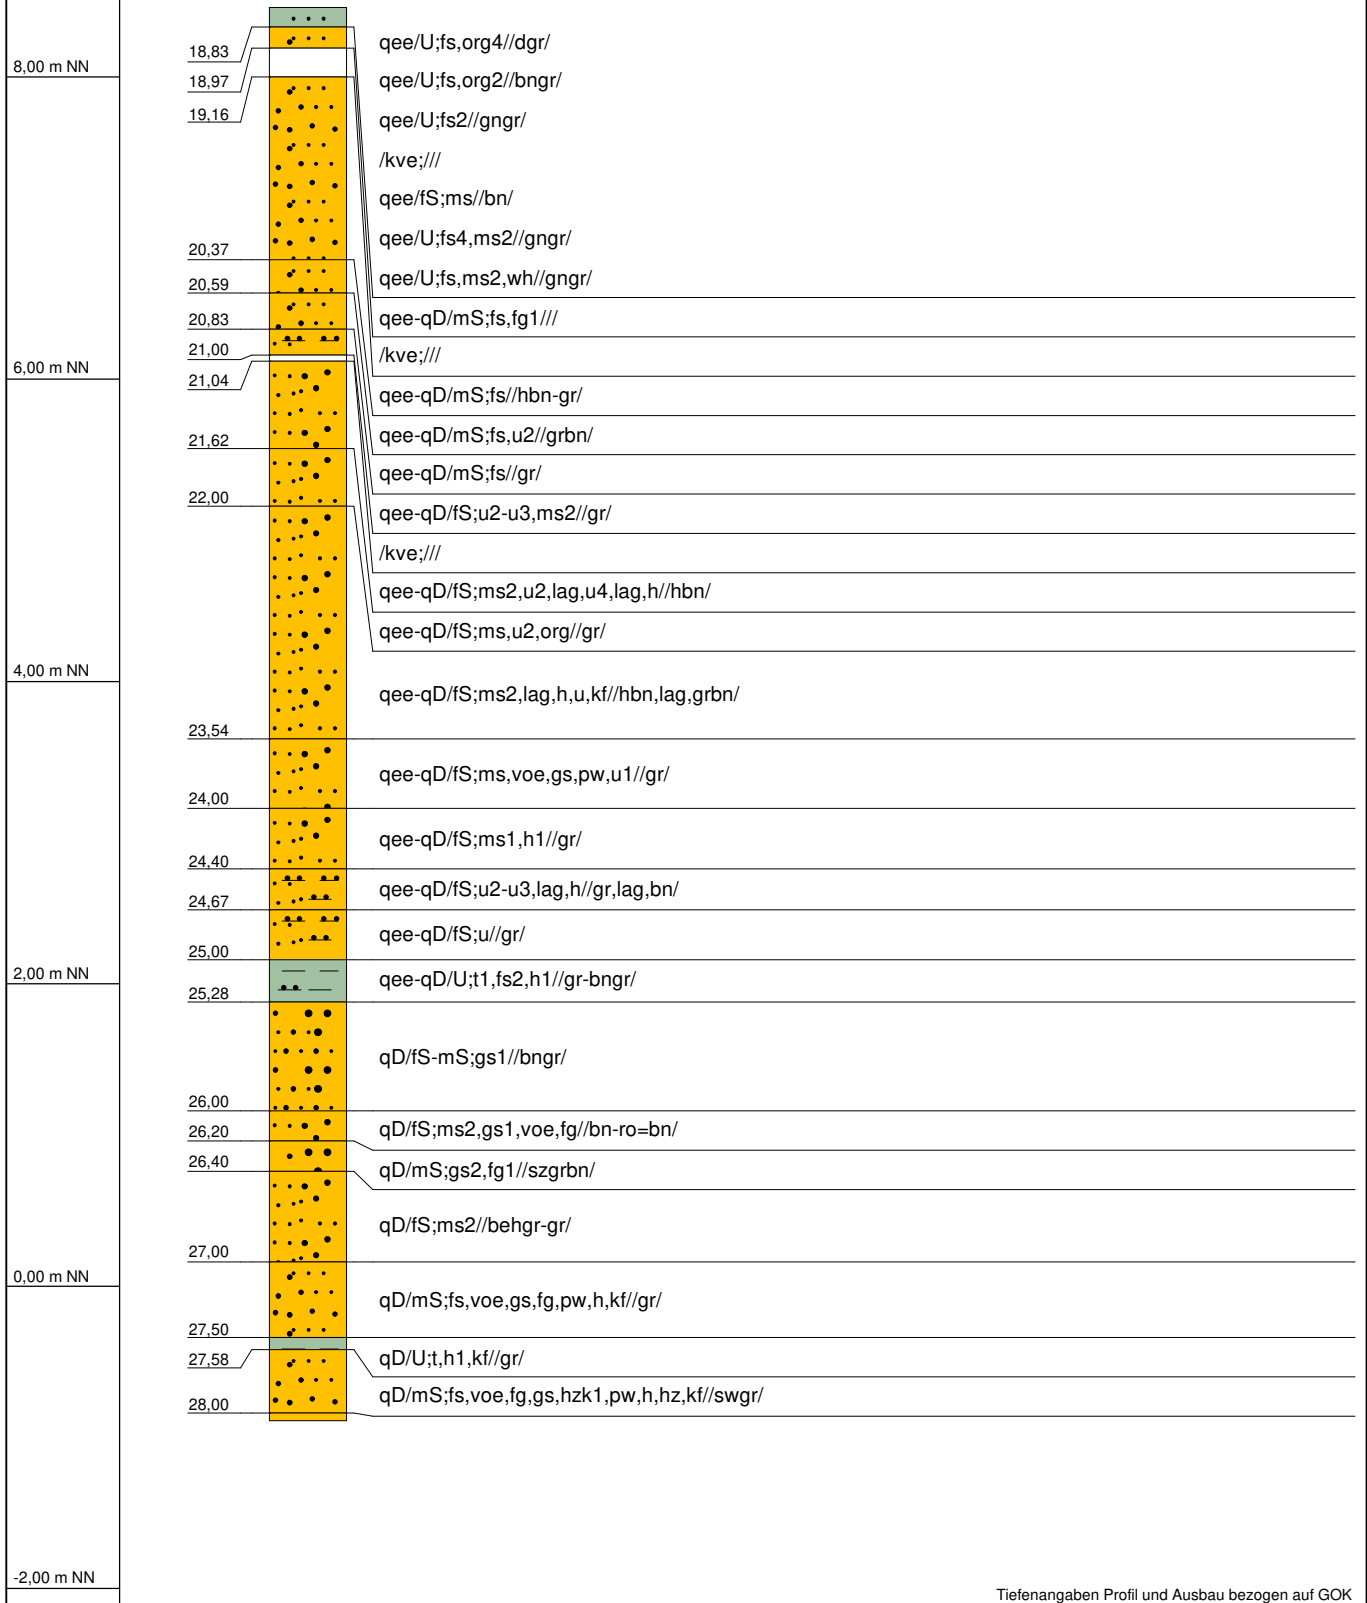 18,83
qee/U;fs,org4//dgr/
8,00 m NN
18,97
qee/U;fs,org2//bngr/
19,16
qee/U;fs2//gngr/
/kve;///
qee/fS;ms//bn/
qee/U;fs4,ms2//gngr/
20,37
qee/U;fs,ms2,wh//gngr/
20,59
qee-qD/mS;fs,fg1///
20,83
21,00
/kve;///
6,00 m NN
21,04
qee-qD/mS;fs//hbn-gr/
21,62
qee-qD/mS;fs,u2//grbn/
qee-qD/mS;fs//gr/
22,00
qee-qD/fS;u2-u3,ms2//gr/
/kve;///
qee-qD/fS;ms2,u2,lag,u4,lag,h//hbn/
qee-qD/fS;ms,u2,org//gr/
4,00 m NN
qee-qD/fS;ms2,lag,h,u,kf//hbn,lag,grbn/
23,54
qee-qD/fS;ms,voe,gs,pw,u1//gr/
24,00
qee-qD/fS;ms1,h1//gr/
24,40
qee-qD/fS;u2-u3,lag,h//gr,lag,bn/
24,67
qee-qD/fS;u//gr/
25,00
2,00 m NN
qee-qD/U;t1,fs2,h1//gr-bngr/
25,28
qD/fS-mS;gs1//bngr/
26,00
26,20
qD/fS;ms2,gs1,voe,fg//bn-ro=bn/
26,40
qD/mS;gs2,fg1//szgrbn/
qD/fS;ms2//behgr-gr/
27,00
0,00 m NN
qD/mS;fs,voe,gs,fg,pw,h,kf//gr/
27,50
27,58
qD/U;t,h1,kf//gr/
qD/mS;fs,voe,fg,gs,hzk1,pw,h,hz,kf//swgr/
28,00
-2,00 m NN
Tiefenangaben Profil und Ausbau bezogen auf GOK